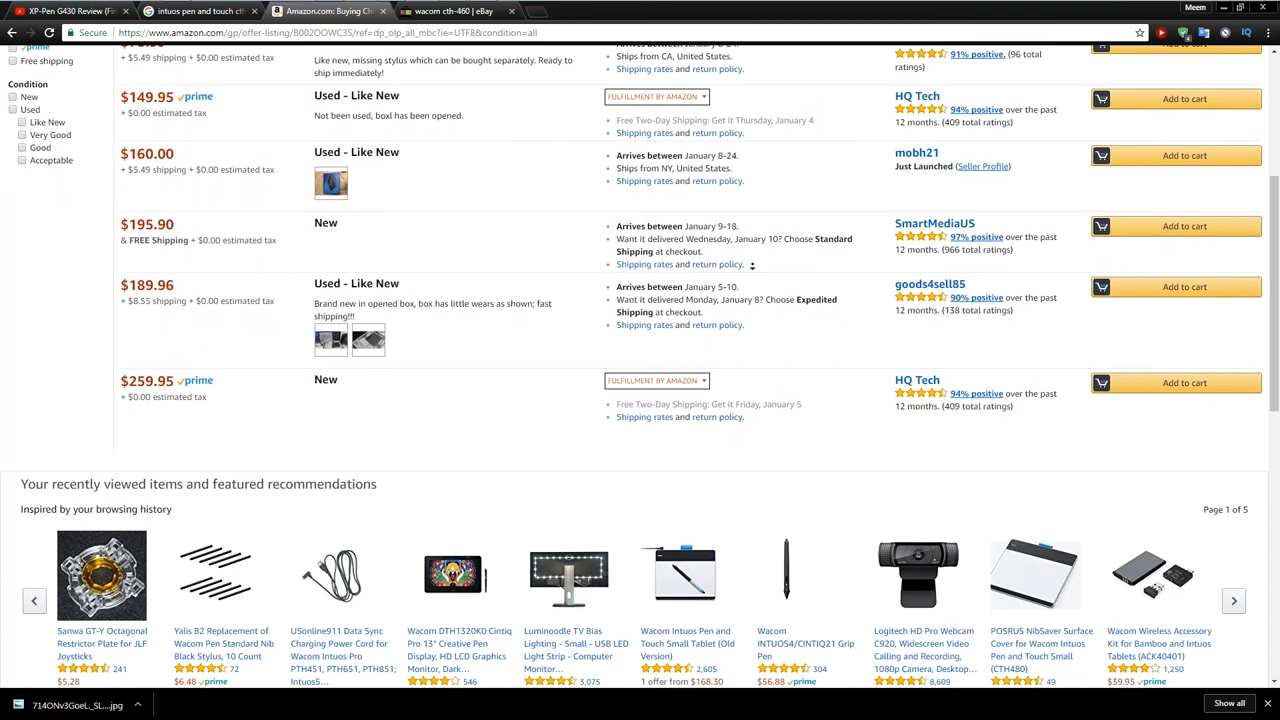 XP-Pen G430 Review (Fi
intuos pen and touch ct
Amazon.com: Buying Ch
wacom cth-460 | eBay
Meem
Secure
https://www.amazon.com/gp/offer-listing/B002OOWC3S/ref=dp_olp_all_mbc?ie=UTF8&condition=all
prime
Free shipping
Condition
New
Used
Like New
Very Good
Good
Acceptable
+ $5.49 shipping + $0.00 estimated tax
Like new, missing stylus which can be bought separately. Ready to
ship immediately!
Ships from CA, United States.
Shipping rates and return policy.
91% positive. (96 total
ratings)
Add to cart
$149.95 prime
+ $0.00 estimated tax
Used - Like New
Not been used, boxl has been opened.
FULFILLMENT BY AMAZON
Free Two-Day Shipping: Get it Thursday, January 4
Shipping rates and return policy.
HQ Tech
94% positive over the past
12 months. (409 total ratings)
Add to cart
$160.00
+ $5.49 shipping + $0.00 estimated tax
Used - Like New
Arrives between January 8-24.
Ships from NY, United States.
Shipping rates and return policy.
mobh21
Just Launched (Seller Profile)
Add to cart
$195.90
& FREE Shipping + $0.00 estimated tax
New
Arrives between January 9-18.
Want it delivered Wednesday, January 10? Choose Standard
Shipping at checkout.
Shipping rates and return policy.
SmartMediaUS
97% positive over the past
12 months. (966 total ratings)
Add to cart
$189.96
+ $8.55 shipping + $0.00 estimated tax
Used - Like New
Brand new in opened box, box has little wears as shown; fast
shipping!!!
Arrives between January 5-10.
Want it delivered Monday, January 8? Choose Expedited
Shipping at checkout.
Shipping rates and return policy.
goods4sell85
90% positive over the past
12 months. (138 total ratings)
Add to cart
$259.95 prime
+ $0.00 estimated tax
New
FULFILLMENT BY AMAZON
Free Two-Day Shipping: Get it Friday, January 5
Shipping rates and return policy.
HQ Tech
94% positive over the past
12 months. (409 total ratings)
Add to cart
Your recently viewed items and featured recommendations
Inspired by your browsing history
Page 1 of 5
Sanwa GT-Y Octagonal
Restrictor Plate for JLF
Joysticks
241
$5.28
Yalis B2 Replacement of
Wacom Pen Standard Nib
Black Stylus, 10 Count
72
$6.48 prime
USonline911 Data Sync
Charging Power Cord for
Wacom Intuos Pro
PTH451, PTH651, PTH851;
Intuos5...
Wacom DTH1320K0 Cintiq
Pro 13" Creative Pen
Display, HD LCD Graphics
Monitor, Dark...
546
Luminoodle TV Bias
Lighting - Small - USB LED
Light Strip - Computer
Monitor...
3,075
Wacom Intuos Pen and
Touch Small Tablet (Old
Version)
2,605
1 offer from $168.30
Wacom
INTUOS4/CINTIQ21 Grip
Pen
304
$56.88 prime
Logitech HD Pro Webcam
C920, Widescreen Video
Calling and Recording,
1080p Camera, Desktop...
8,609
POSRUS NibSaver Surface
Cover for Wacom Intuos
Pen and Touch Small
(CTH480)
49
Wacom Wireless Accessory
Kit for Bamboo and Intuos
Tablets (ACK40401)
1,250
$39.95 prime
714ONv3GoeL._SL....jpg
Show all